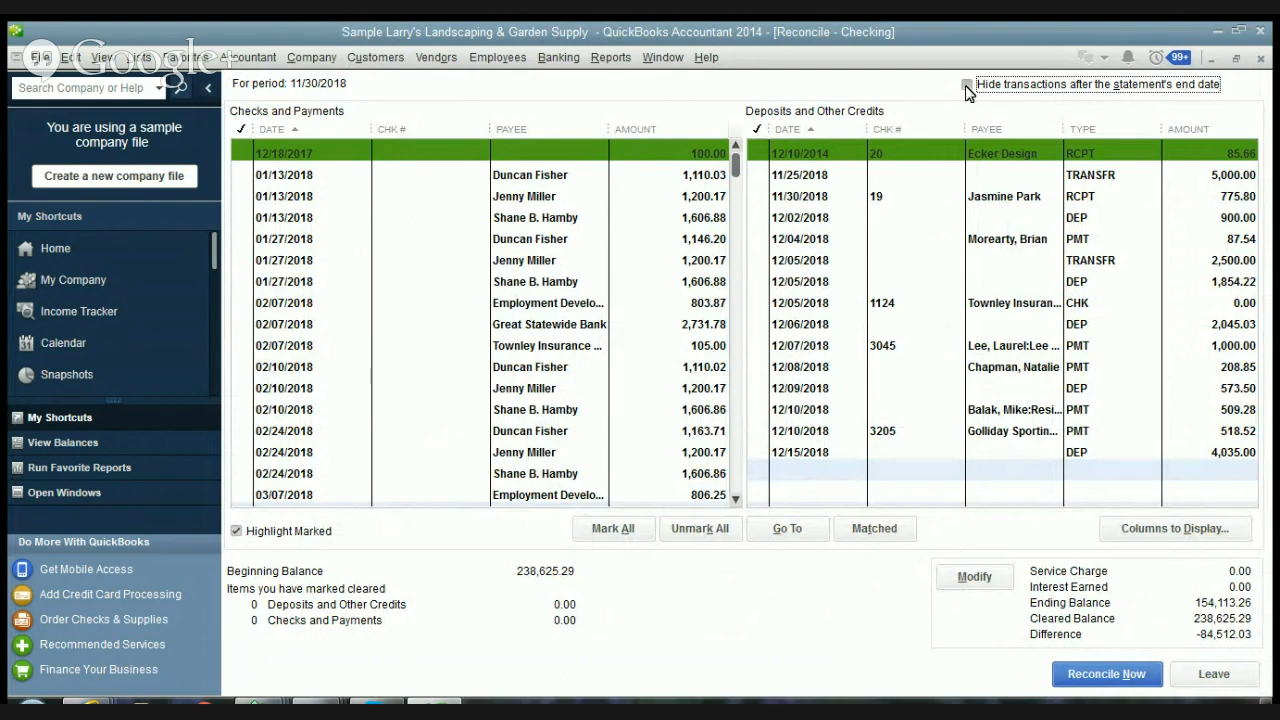 Sample Larry's Landscaping & Garden Supply - QuickBooks Accountant 2014 - [Reconcile - Checking]
File Edit View Lists Favorites Accountant Company Customers Vendors Employees Banking Reports Window Help 99+
Google+
Search Company or Help
For period: 11/30/2018
Hide transactions after the statement's end date
You are using a sample
company file
Create a new company file
My Shortcuts
Home
My Company
Income Tracker
Calendar
Snapshots
My Shortcuts
View Balances
Run Favorite Reports
Open Windows
Do More With QuickBooks
Get Mobile Access
Add Credit Card Processing
Order Checks & Supplies
Recommended Services
Finance Your Business
Checks and Payments
DATE CHK # PAYEE AMOUNT
12/18/2017 100.00
01/13/2018 Duncan Fisher 1,110.03
01/13/2018 Jenny Miller 1,200.17
01/13/2018 Shane B. Hamby 1,606.88
01/27/2018 Duncan Fisher 1,146.20
01/27/2018 Jenny Miller 1,200.17
01/27/2018 Shane B. Hamby 1,606.88
02/07/2018 Employment Develo... 803.87
02/07/2018 Great Statewide Bank 2,731.78
02/07/2018 Townley Insurance ... 105.00
02/10/2018 Duncan Fisher 1,110.02
02/10/2018 Jenny Miller 1,200.17
02/10/2018 Shane B. Hamby 1,606.86
02/24/2018 Duncan Fisher 1,163.71
02/24/2018 Jenny Miller 1,200.17
02/24/2018 Shane B. Hamby 1,606.86
03/07/2018 Employment Develo... 806.25
Deposits and Other Credits
DATE CHK # PAYEE TYPE AMOUNT
12/10/2014 20 Ecker Design RCPT 85.66
11/25/2018 TRANSFR 5,000.00
11/30/2018 19 Jasmine Park RCPT 775.80
12/02/2018 DEP 900.00
12/04/2018 Morearty, Brian PMT 87.54
12/05/2018 TRANSFR 2,500.00
12/05/2018 DEP 1,854.22
12/05/2018 1124 Townley Insuran... CHK 0.00
12/06/2018 DEP 2,045.03
12/07/2018 3045 Lee, Laurel:Lee ... PMT 1,000.00
12/08/2018 Chapman, Natalie PMT 208.85
12/09/2018 DEP 573.50
12/10/2018 Balak, Mike:Resi... PMT 509.28
12/10/2018 3205 Golliday Sportin... PMT 518.52
12/15/2018 DEP 4,035.00
Highlight Marked
Mark All
Unmark All
Go To
Matched
Columns to Display...
Beginning Balance 238,625.29
Items you have marked cleared
0 Deposits and Other Credits 0.00
0 Checks and Payments 0.00
Modify
Service Charge 0.00
Interest Earned 0.00
Ending Balance 154,113.26
Cleared Balance 238,625.29
Difference -84,512.03
Reconcile Now
Leave